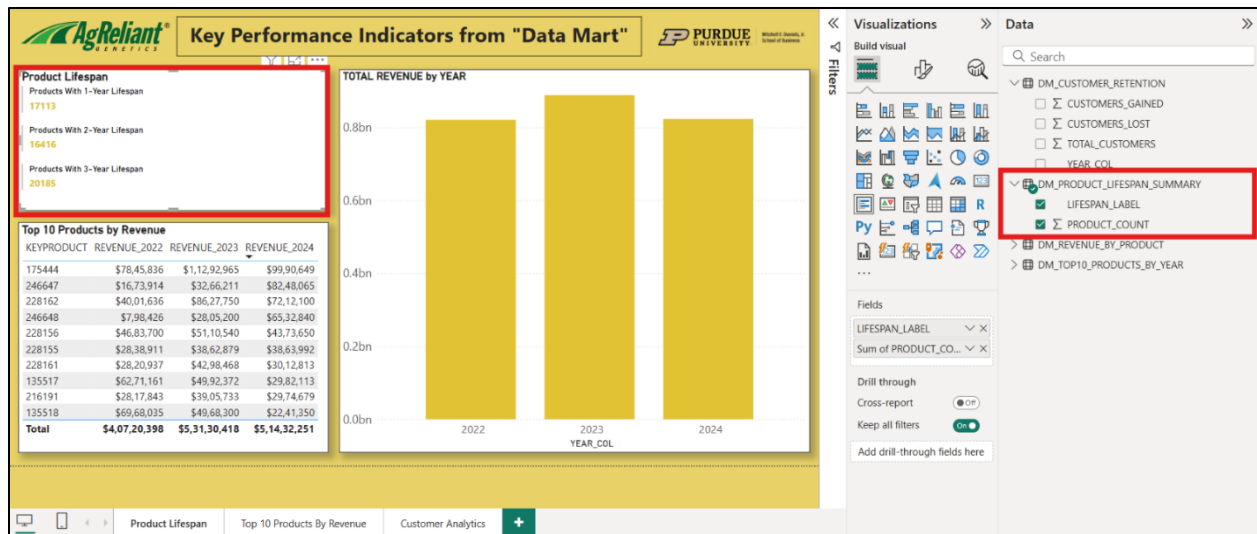 AgReliant
GENETICS
Key Performance Indicators from "Data Mart"
PURDUE
UNIVERSITY
Mitchell E. Daniels, Jr.
School of Business
Product Lifespan
Products With 1-Year Lifespan
17113
Products With 2-Year Lifespan
16416
Products With 3-Year Lifespan
20185
Top 10 Products by Revenue
KEYPRODUCT REVENUE_2022 REVENUE_2023 REVENUE_2024
175444 $78,45,836 $1,12,92,965 $99,90,649
246647 $16,73,914 $32,66,211 $82,48,065
228162 $40,01,636 $86,27,750 $72,12,100
246648 $7,98,426 $28,05,200 $65,32,840
228156 $46,83,700 $51,10,540 $43,73,650
228155 $28,38,911 $38,62,879 $38,63,992
228161 $28,20,937 $42,98,468 $30,12,813
135517 $62,71,161 $49,92,372 $29,82,113
216191 $28,17,843 $39,05,733 $29,74,679
135518 $69,68,035 $49,68,300 $22,41,350
Total $4,07,20,398 $5,31,30,418 $5,14,32,251
TOTAL REVENUE by YEAR
0.8bn
0.6bn
0.4bn
0.2bn
0.0bn
2022 2023 2024
YEAR_COL
Product Lifespan
Top 10 Products By Revenue
Customer Analytics
Filters
Visualizations
Build visual
123
R
Py
Fields
LIFESPAN_LABEL
Sum of PRODUCT_CO...
Drill through
Cross-report
Off
Keep all filters
On
Add drill-through fields here
Data
Search
DM_CUSTOMER_RETENTION
CUSTOMERS_GAINED
CUSTOMERS_LOST
TOTAL_CUSTOMERS
YEAR_COL
DM_PRODUCT_LIFESPAN_SUMMARY
LIFESPAN_LABEL
PRODUCT_COUNT
DM_REVENUE_BY_PRODUCT
DM_TOP10_PRODUCTS_BY_YEAR